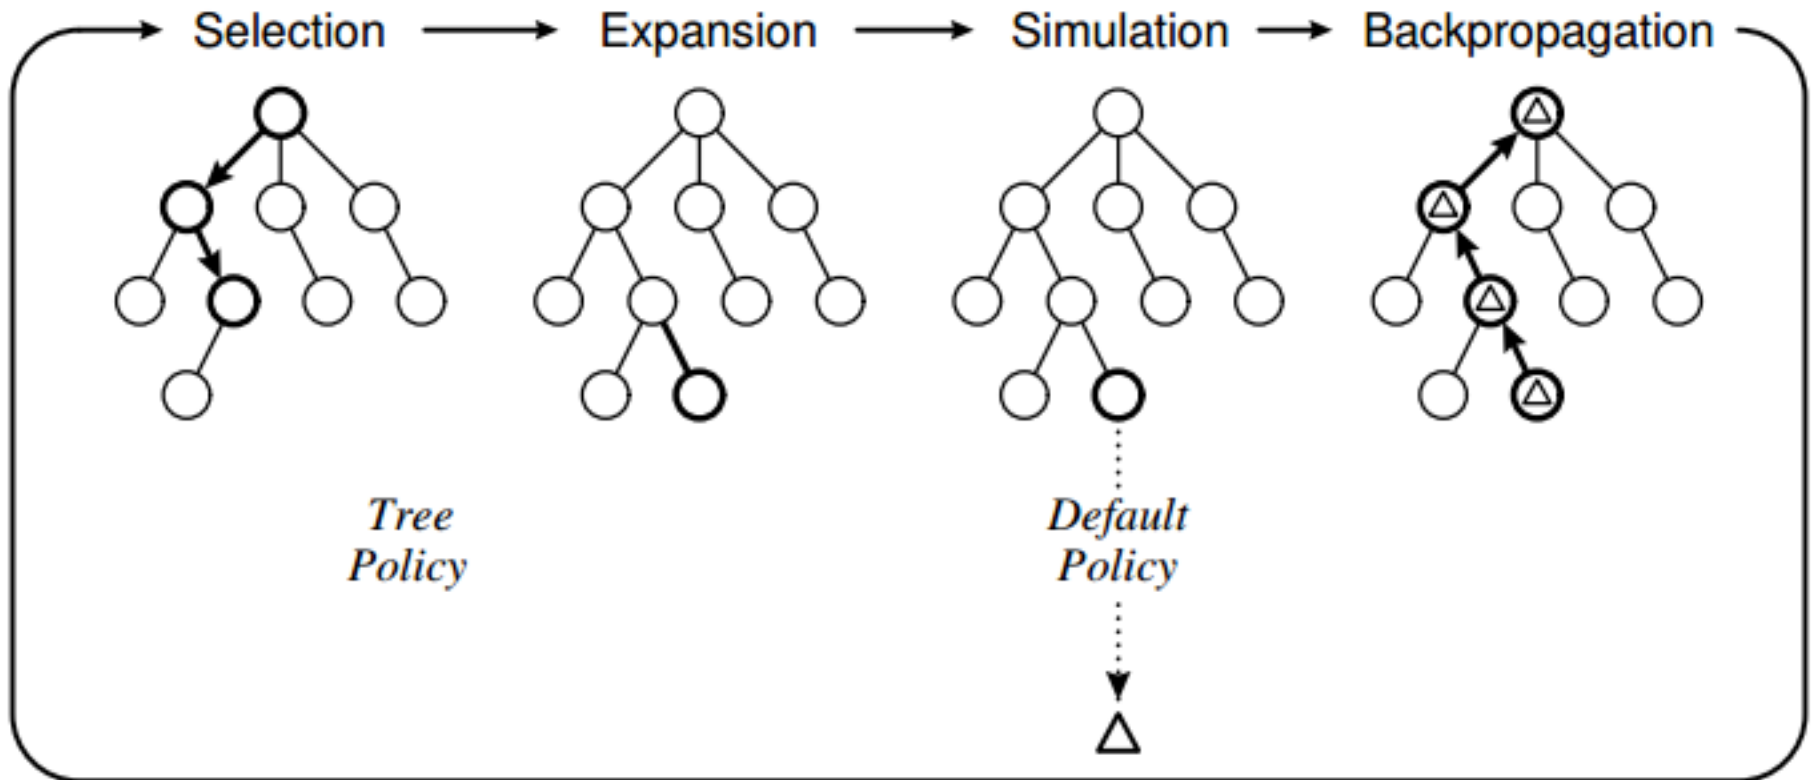 Selection Expansion Simulation Backpropagation
Tree
Policy
Default
Policy